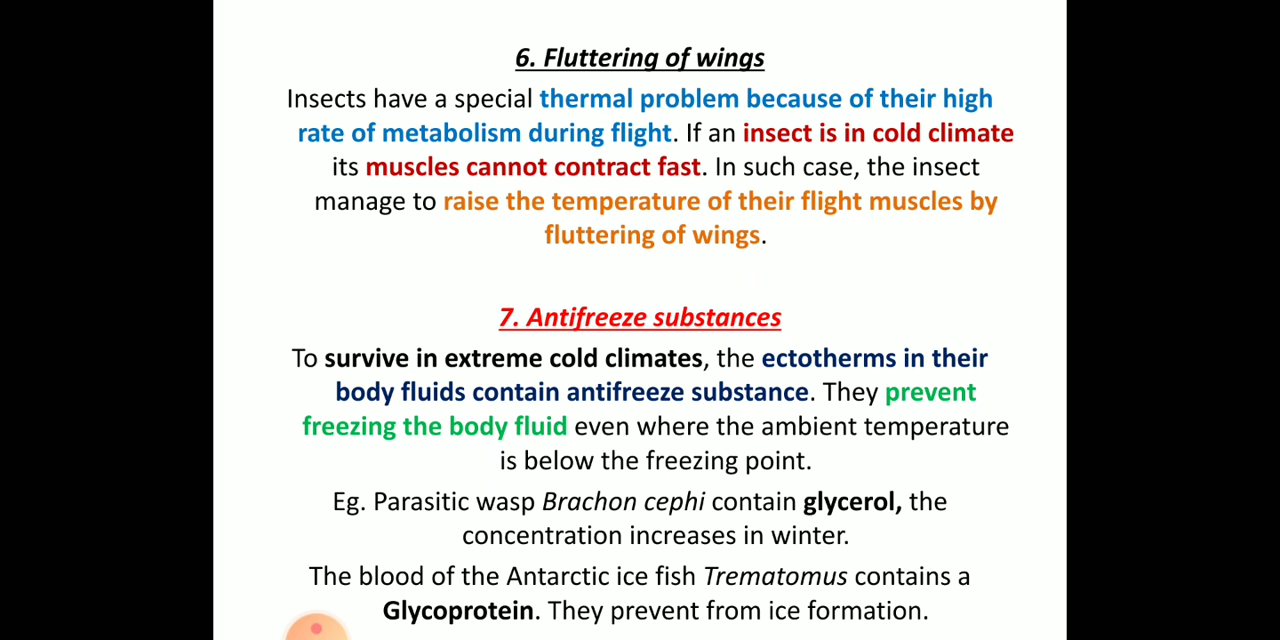 6. Fluttering of wings
Insects have a special thermal problem because of their high
rate of metabolism during flight. If an insect is in cold climate
its muscles cannot contract fast. In such case, the insect
manage to raise the temperature of their flight muscles by
fluttering of wings.
7. Antifreeze substances
To survive in extreme cold climates, the ectotherms in their
body fluids contain antifreeze substance. They prevent
freezing the body fluid even where the ambient temperature
is below the freezing point.
Eg. Parasitic wasp Brachon cephi contain glycerol, the
concentration increases in winter.
The blood of the Antarctic ice fish Trematomus contains a
Glycoprotein. They prevent from ice formation.